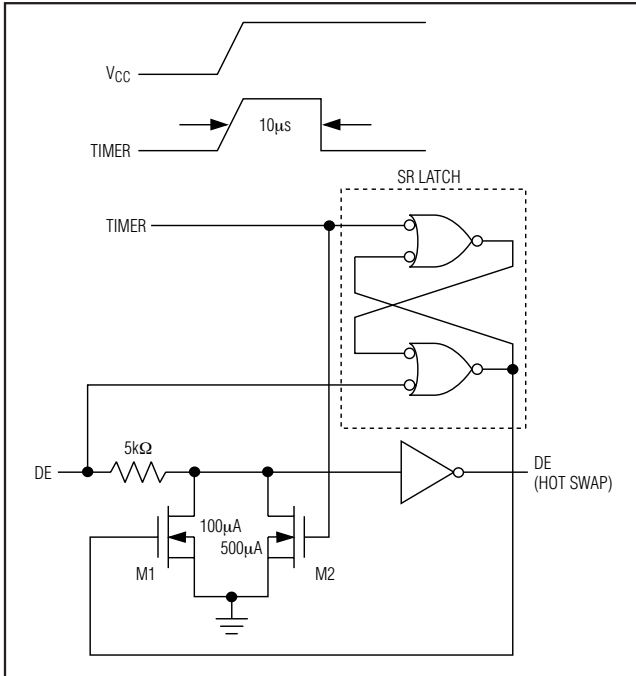 VCC
10µs
TIMER
SR LATCH
TIMER
5kΩ
DE
DE
(HOT SWAP)
100µA
500µA
M1
M2